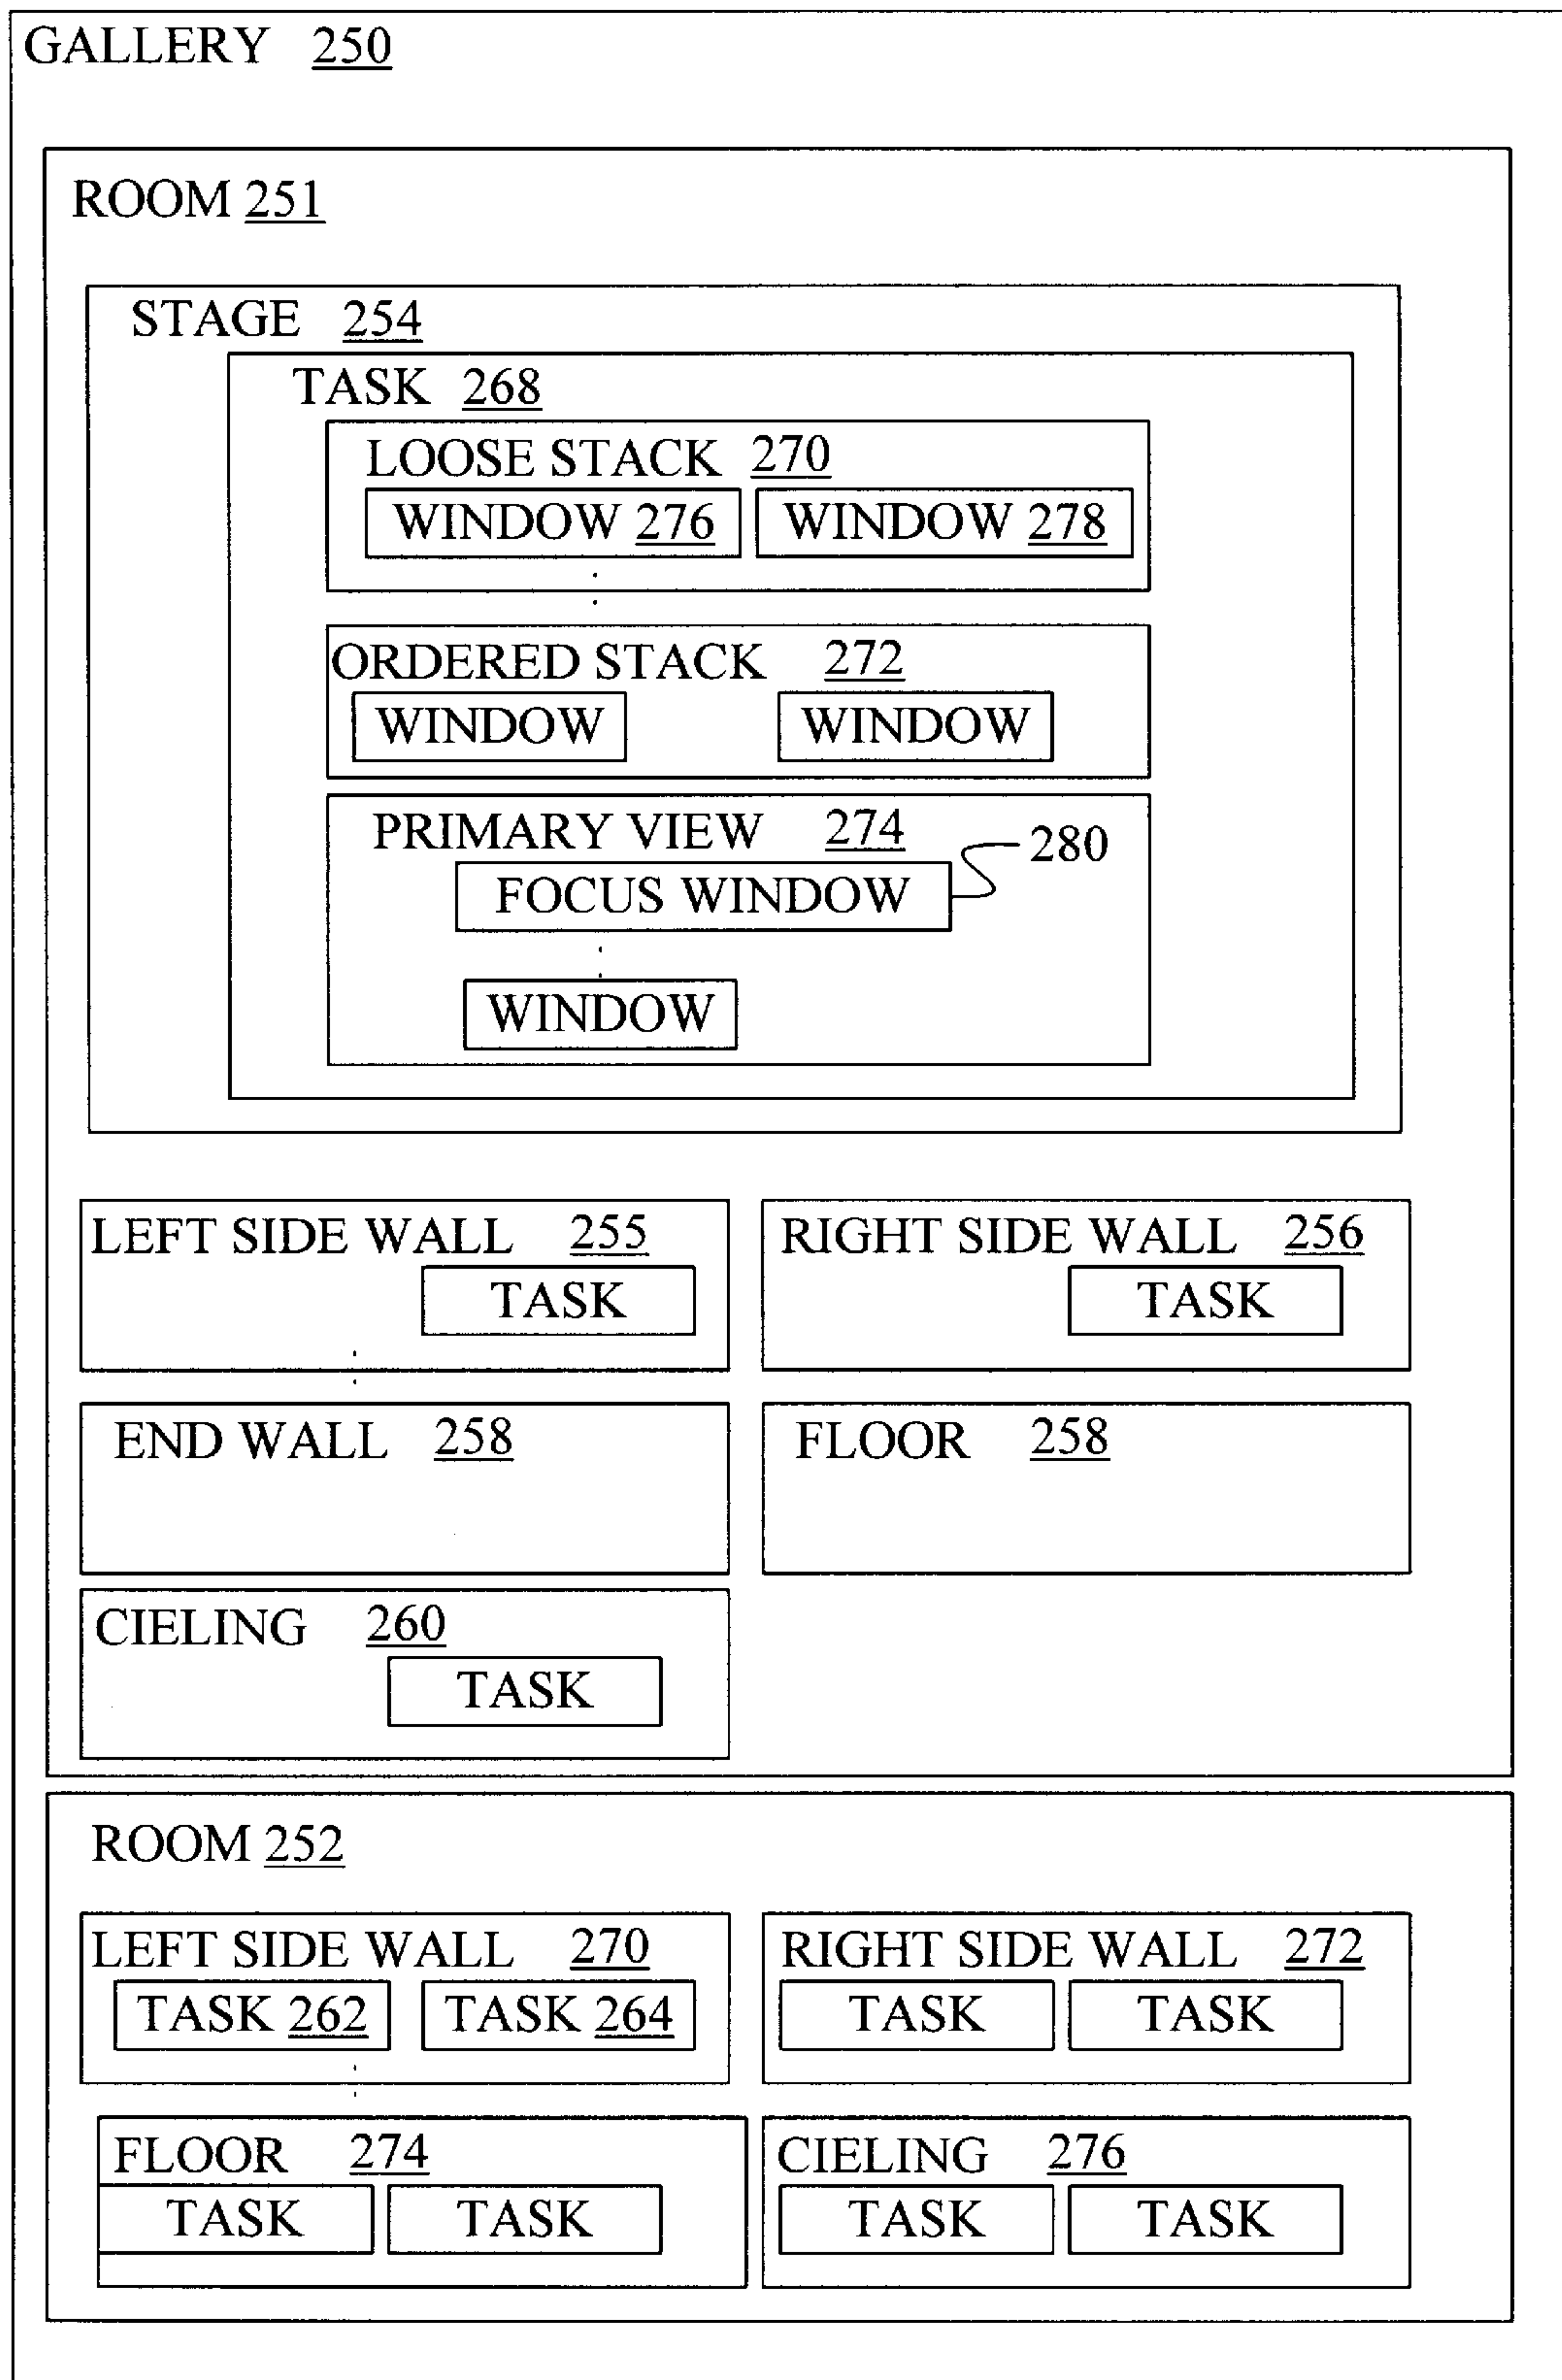 GALLERY 250
ROOM 251
STAGE 254
TASK 268
LOOSE STACK 270
WINDOW 276 WINDOW 278
ORDERED STACK 272
WINDOW WINDOW
PRIMARY VIEW 274
280
FOCUS WINDOW
WINDOW
LEFT SIDE WALL 255
TASK
RIGHT SIDE WALL 256
TASK
END WALL 258
FLOOR 258
CIELING 260
TASK
ROOM 252
LEFT SIDE WALL 270
TASK 262 TASK 264
RIGHT SIDE WALL 272
TASK TASK
FLOOR 274
TASK TASK
CIELING 276
TASK TASK